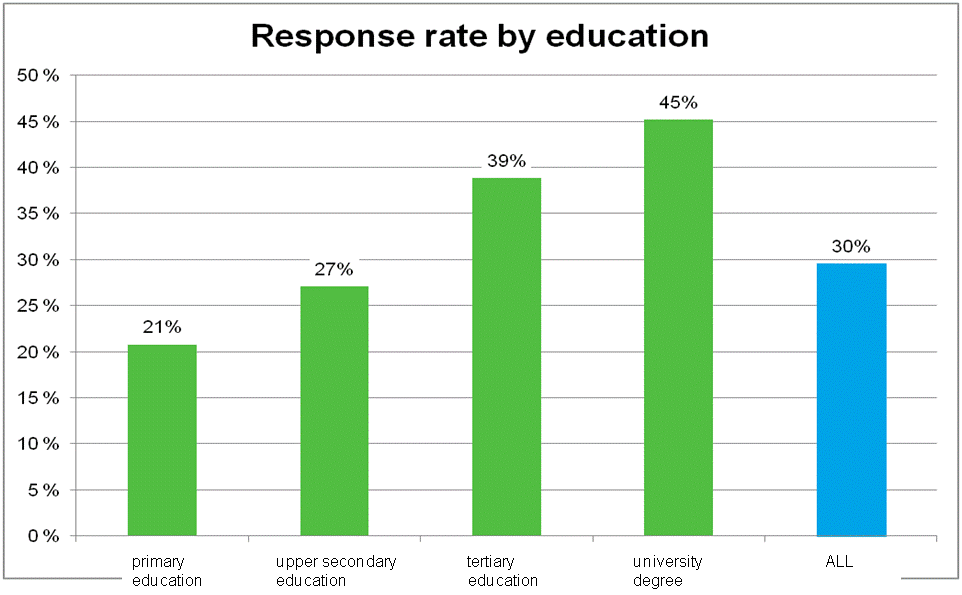 Response rate by education
50 %
45 %
40 %
35 %
30 %
25 %
20 %
15 %
10 %
5 %
0 %
21%
27%
39%
45%
30%
primary
education
upper secondary
education
tertiary
education
university
degree
ALL